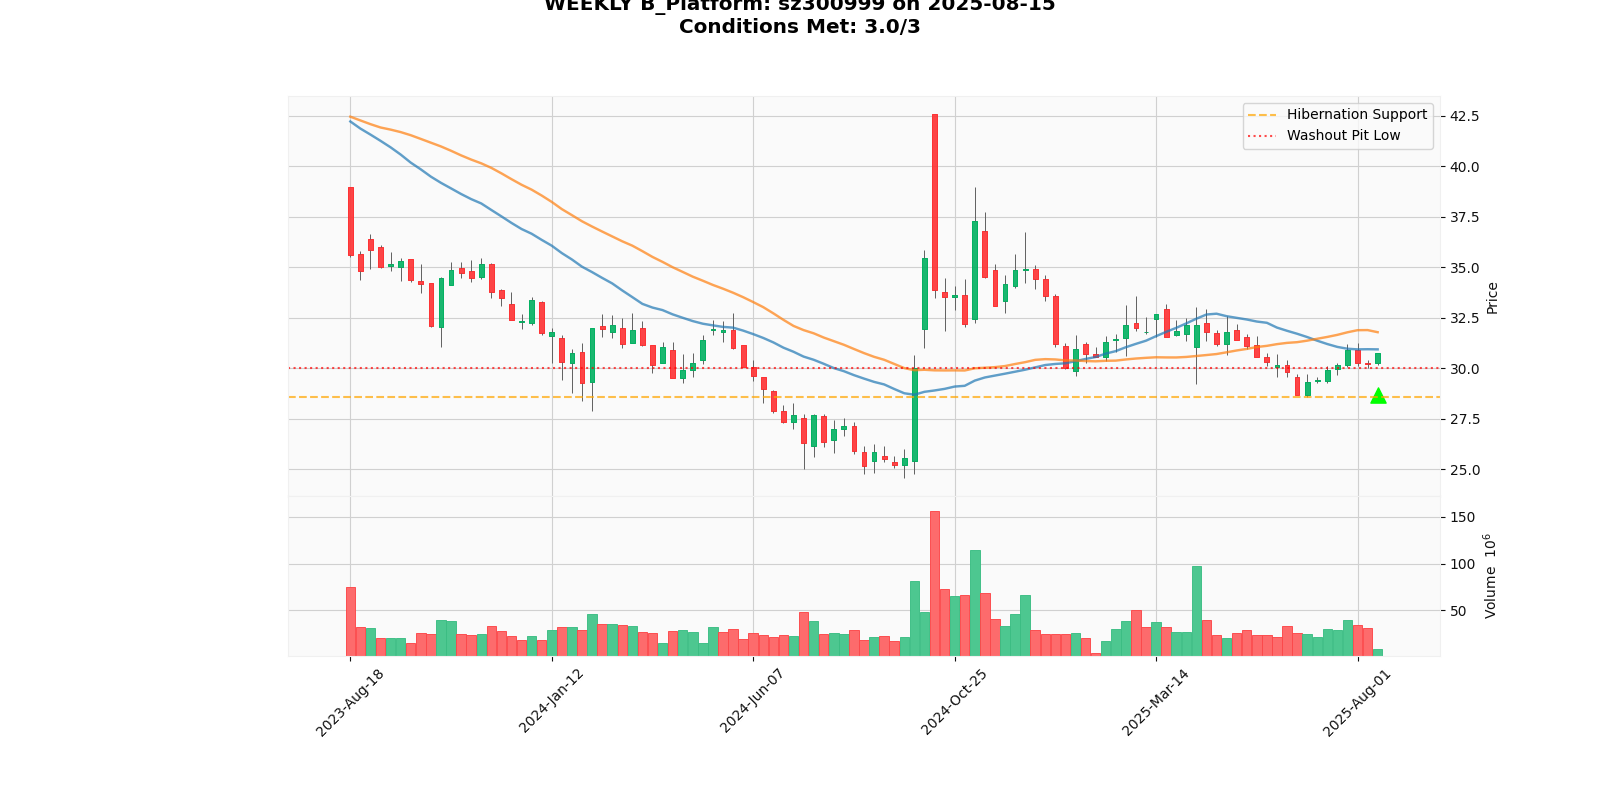 WEEKLY B_Platform: sz300999 on 2025-08-15
Conditions Met: 3.0/3
Hibernation Support
Washout Pit Low
42.5
40.0
37.5
35.0
32.5
30.0
27.5
25.0
Price
150
100
50
Volume 10⁶
2023-Aug-18
2024-Jan-12
2024-Jun-07
2024-Oct-25
2025-Mar-14
2025-Aug-01